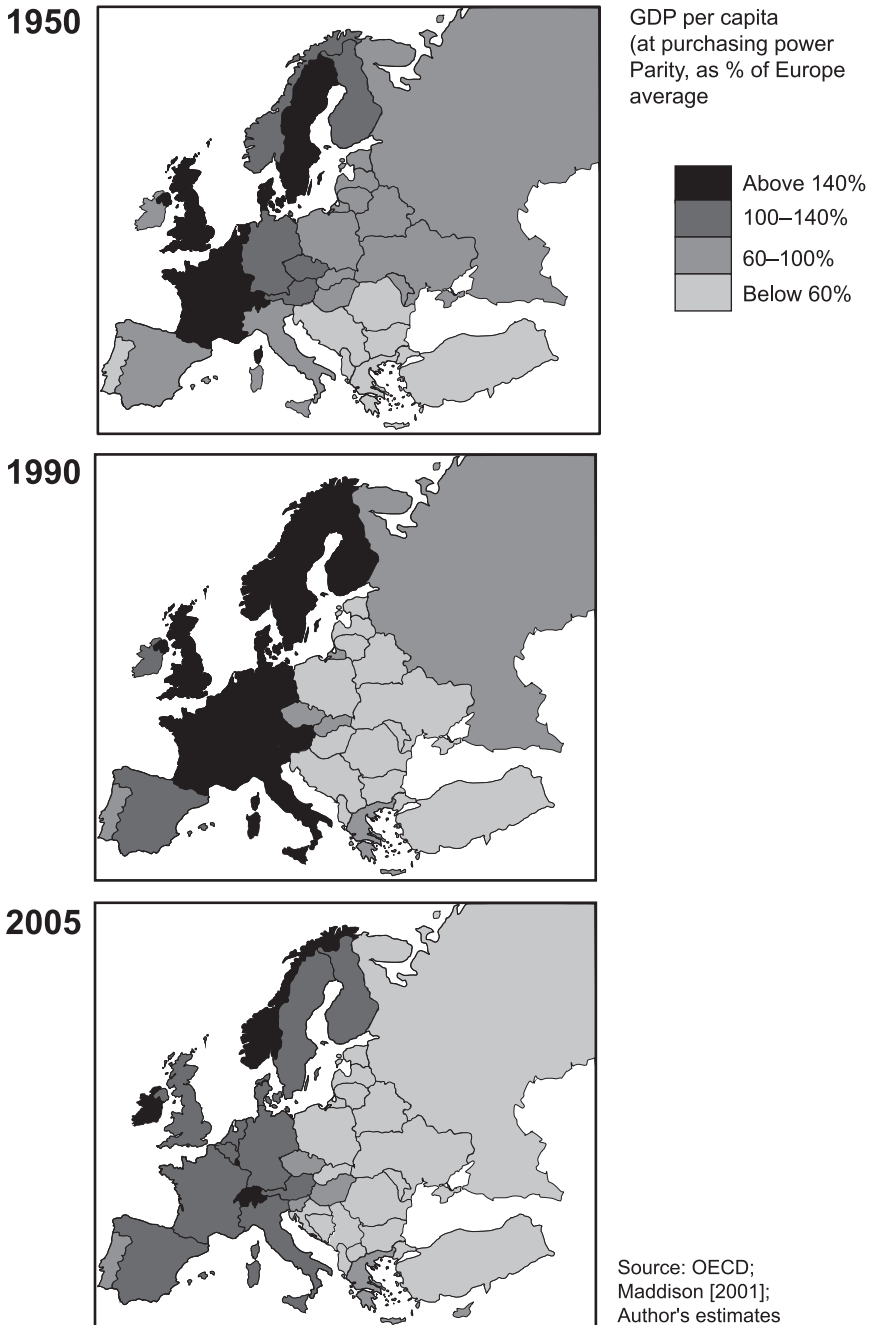 1950
GDP per capita
(at purchasing power
Parity, as % of Europe
average
Above 140%
100–140%
60–100%
Below 60%
1990
2005
Source: OECD;
Maddison [2001];
Author's estimates